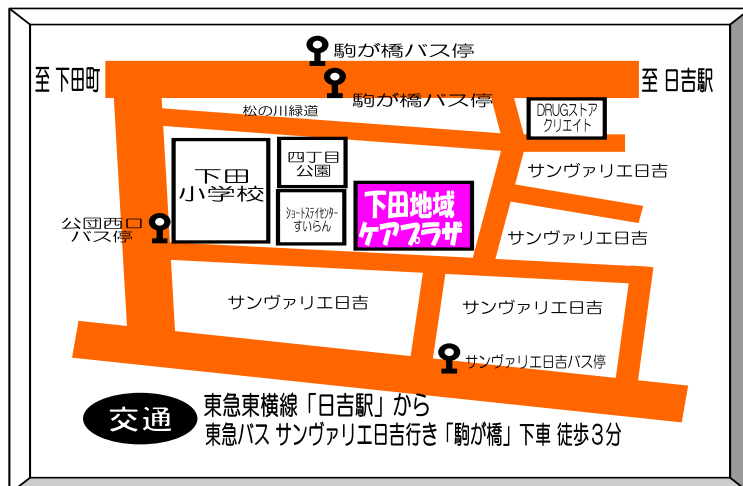 駒が橋バス停
至 下田町
至 日吉駅
駒が橋バス停
松の川緑道
DRUGストア
クリエイト
四丁目
公園
下田
小学校
サンヴァリエ日吉
下田地域
ケアプラザ
ショートステイセンター
すいらん
公団西口
バス停
サンヴァリエ日吉
サンヴァリエ日吉
サンヴァリエ日吉
サンヴァリエ日吉バス停
交通
東急東横線「日吉駅」から
東急バス サンヴァリエ日吉行き「駒が橋」下車 徒歩3分